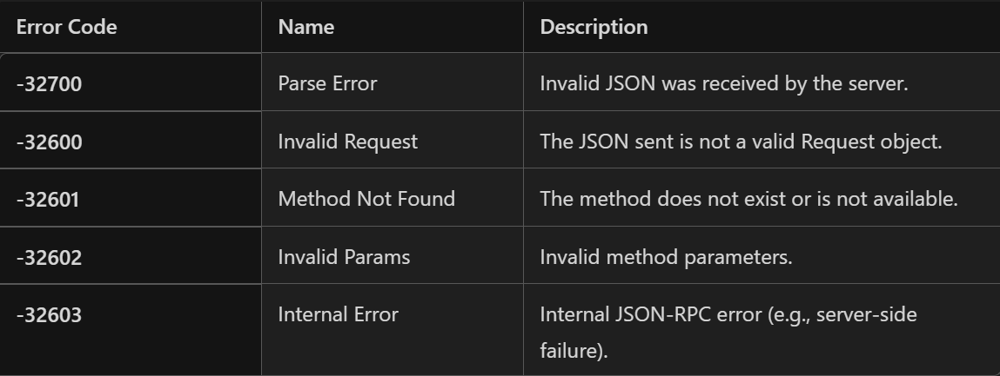 Error Code Name Description
-32700 Parse Error Invalid JSON was received by the server.
-32600 Invalid Request The JSON sent is not a valid Request object.
-32601 Method Not Found The method does not exist or is not available.
-32602 Invalid Params Invalid method parameters.
-32603 Internal Error Internal JSON-RPC error (e.g., server-side
failure).